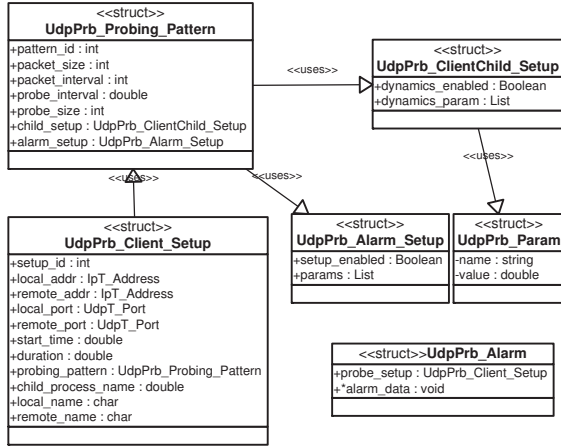 <<struct>>
UdpPrb_Probing_Pattern
+pattern_id : int
+packet_size : int
+packet_interval : int
+probe_interval : double
+probe_size : int
+child_setup : UdpPrb_ClientChild_Setup
+alarm_setup : UdpPrb_Alarm_Setup
<<uses>>
<<struct>>
UdpPrb_ClientChild_Setup
+dynamics_enabled : Boolean
+dynamics_param : List
<<uses>>
<<uses>>
<<uses>>
<<struct>>
UdpPrb_Client_Setup
+setup_id : int
+local_addr : IpT_Address
+remote_addr : IpT_Address
+local_port : UdpT_Port
+remote_port : UdpT_Port
+start_time : double
+duration : double
+probing_pattern : UdpPrb_Probing_Pattern
+child_process_name : double
+local_name : char
+remote_name : char
<<struct>>
UdpPrb_Alarm_Setup
+setup_enabled : Boolean
+params : List
<<struct>>
UdpPrb_Param
-name : string
-value : double
<<struct>>UdpPrb_Alarm
+probe_setup : UdpPrb_Client_Setup
+*alarm_data : void